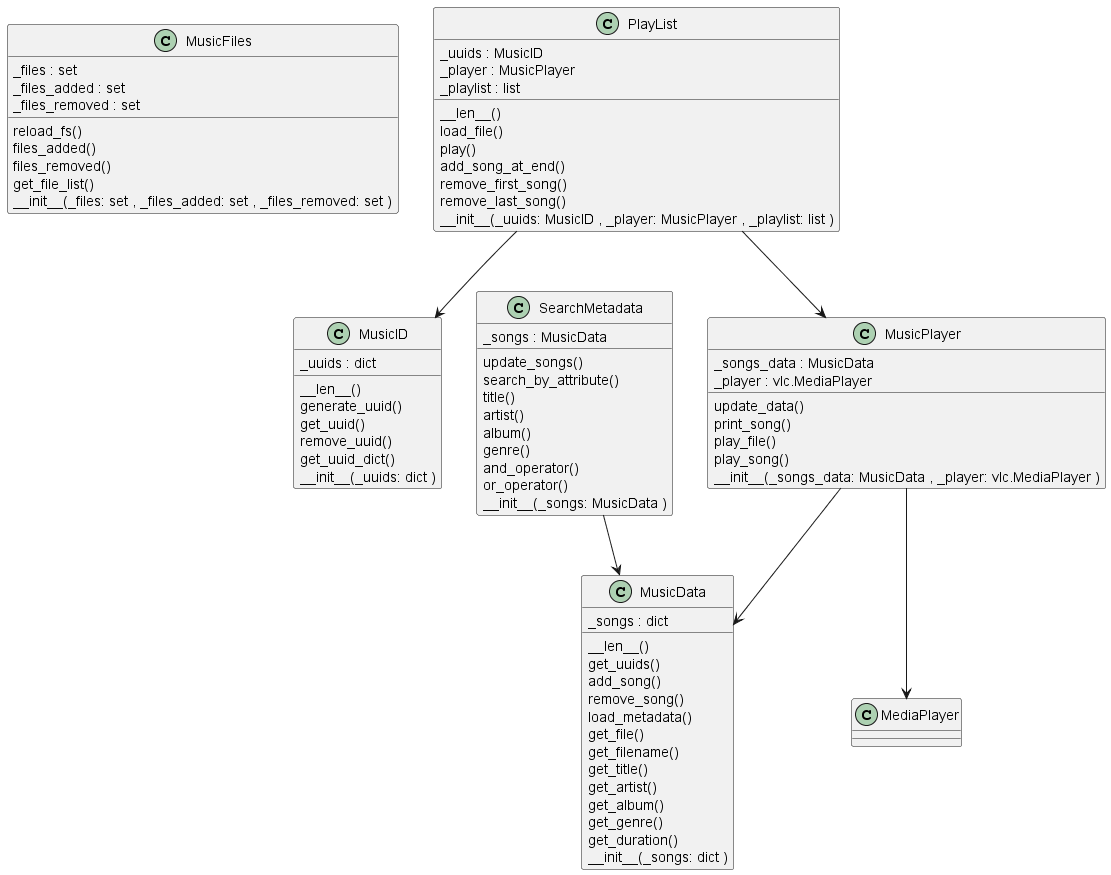 C MusicFiles
_files : set
_files_added : set
_files_removed : set
reload_fs()
files_added()
files_removed()
get_file_list()
__init__(_files: set , _files_added: set , _files_removed: set )
C PlayList
_uuids : MusicID
_player : MusicPlayer
_playlist : list
__len__()
load_file()
play()
add_song_at_end()
remove_first_song()
remove_last_song()
__init__(_uuids: MusicID , _player: MusicPlayer , _playlist: list )
C MusicID
_uuids : dict
__len__()
generate_uuid()
get_uuid()
remove_uuid()
get_uuid_dict()
__init__(_uuids: dict )
C SearchMetadata
_songs : MusicData
update_songs()
search_by_attribute()
title()
artist()
album()
genre()
and_operator()
or_operator()
__init__(_songs: MusicData )
C MusicPlayer
_songs_data : MusicData
_player : vlc.MediaPlayer
update_data()
print_song()
play_file()
play_song()
__init__(_songs_data: MusicData , _player: vlc.MediaPlayer )
C MusicData
_songs : dict
__len__()
get_uuids()
add_song()
remove_song()
load_metadata()
get_file()
get_filename()
get_title()
get_artist()
get_album()
get_genre()
get_duration()
__init__(_songs: dict )
C MediaPlayer